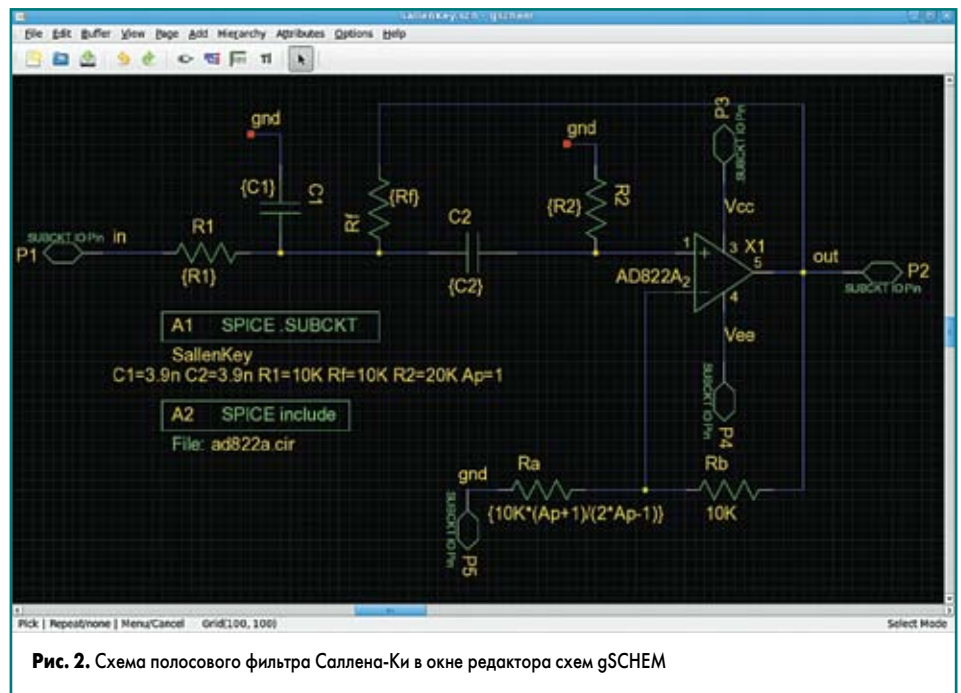 SallenKey.sch - gschem
File Edit Buffer View Page Add Hierarchy Attributes Options Help
gnd
{C1}
C1
Rf
{Rf}
gnd
{R2}
R2
C2
{C2}
P3
SUBCKT IO Pin
Vcc
P1
SUBCKT IO Pin
in
R1
{R1}
1
2
3
X1
5
4
AD822A
out
P2
SUBCKT IO Pin
Vee
SUBCKT IO Pin
P4
A1 SPICE .SUBCKT
SallenKey
C1=3.9n C2=3.9n R1=10K Rf=10K R2=20K Ap=1
A2 SPICE include
File: ad822a.cir
gnd
SUBCKT IO Pin
P5
Ra
{10K*(Ap+1)/(2*Ap-1)}
Rb
10K
Pick | Repeat/none | Menu/Cancel Grid(100, 100)
Select Mode
Рис. 2. Схема полосового фильтра Саллена-Ки в окне редактора схем gSCHEM